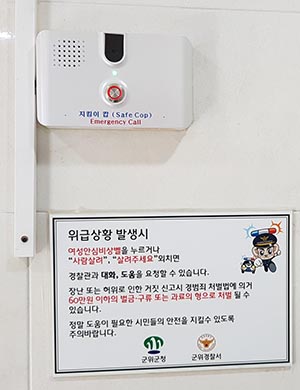 지킴이 캅 (Safe Cop)
Emergency Call
위급상황 발생시
여성안심비상벨을 누르거나
"사람살려", "살려주세요"외치면
경찰관과 대화, 도움을 요청할 수 있습니다.
장난 또는 허위로 인한 거짓 신고시 경범죄 처벌법에 의거
60만원 이하의 벌금·구류 또는 과료의 형으로 처벌 될 수
있습니다.
정말 도움이 필요한 시민들의 안전을 지킬수 있도록
주의바랍니다.
군위군청
군위경찰서